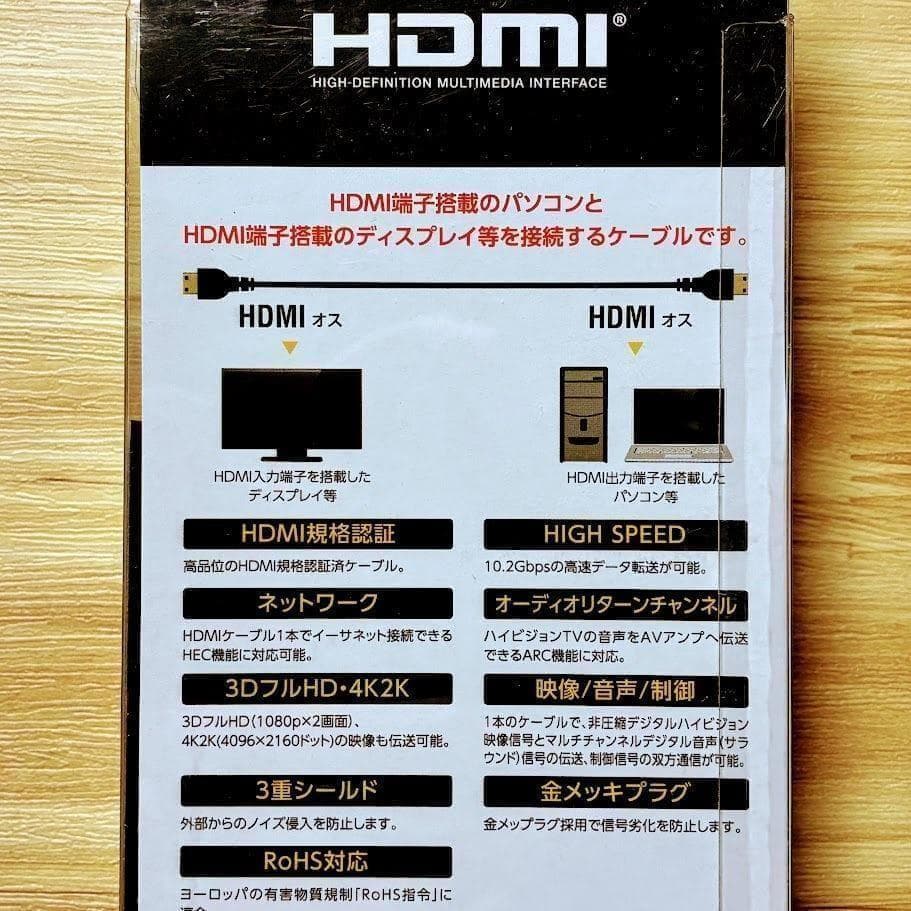 HDMI®
HIGH-DEFINITION MULTIMEDIA INTERFACE
HDMI端子搭載のパソコンと
HDMI端子搭載のディスプレイ等を接続するケーブルです。
HDMI オス
HDMI オス
HDMI入力端子を搭載した
ディスプレイ等
HDMI出力端子を搭載した
パソコン等
HDMI規格認証
高品位のHDMI規格認証済ケーブル。
HIGH SPEED
10.2Gbpsの高速データ転送が可能。
ネットワーク
HDMIケーブル1本でイーサネット接続できる
HEC機能に対応可能。
オーディオリターンチャンネル
ハイビジョンTVの音声をAVアンプへ伝送
できるARC機能に対応。
3DフルHD・4K2K
3DフルHD(1080p×2画面)、
4K2K(4096×2160ドット)の映像も伝送可能。
映像/音声/制御
1本のケーブルで、非圧縮デジタルハイビジョン
映像信号とマルチチャンネルデジタル音声(サラ
ウンド)信号の伝送、制御信号の双方通信が可能。
3重シールド
外部からのノイズ侵入を防止します。
金メッキプラグ
金メップラグ採用で信号劣化を防止します。
RoHS対応
ヨーロッパの有害物質規制「RoHS指令」に